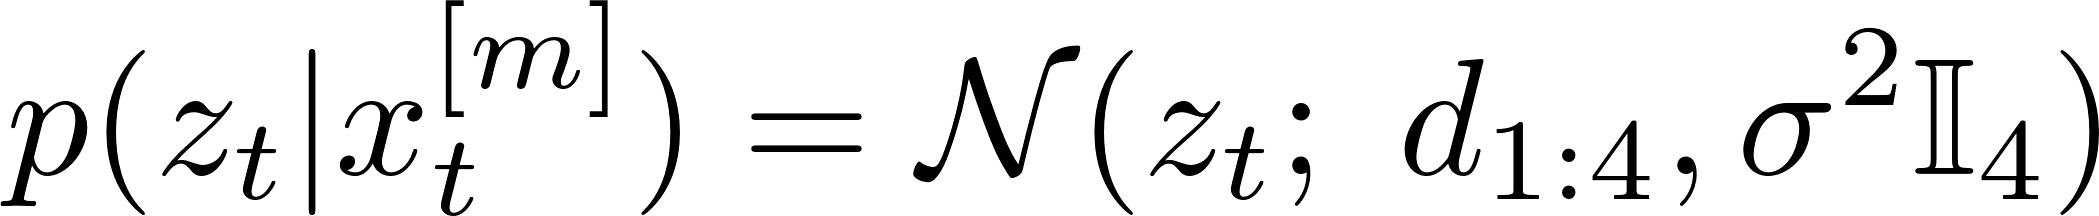 p(z_t|x_t^{[m]}) = \mathcal{N}(z_t; d_{1:4}, \sigma^2 \mathbb{I}_4)